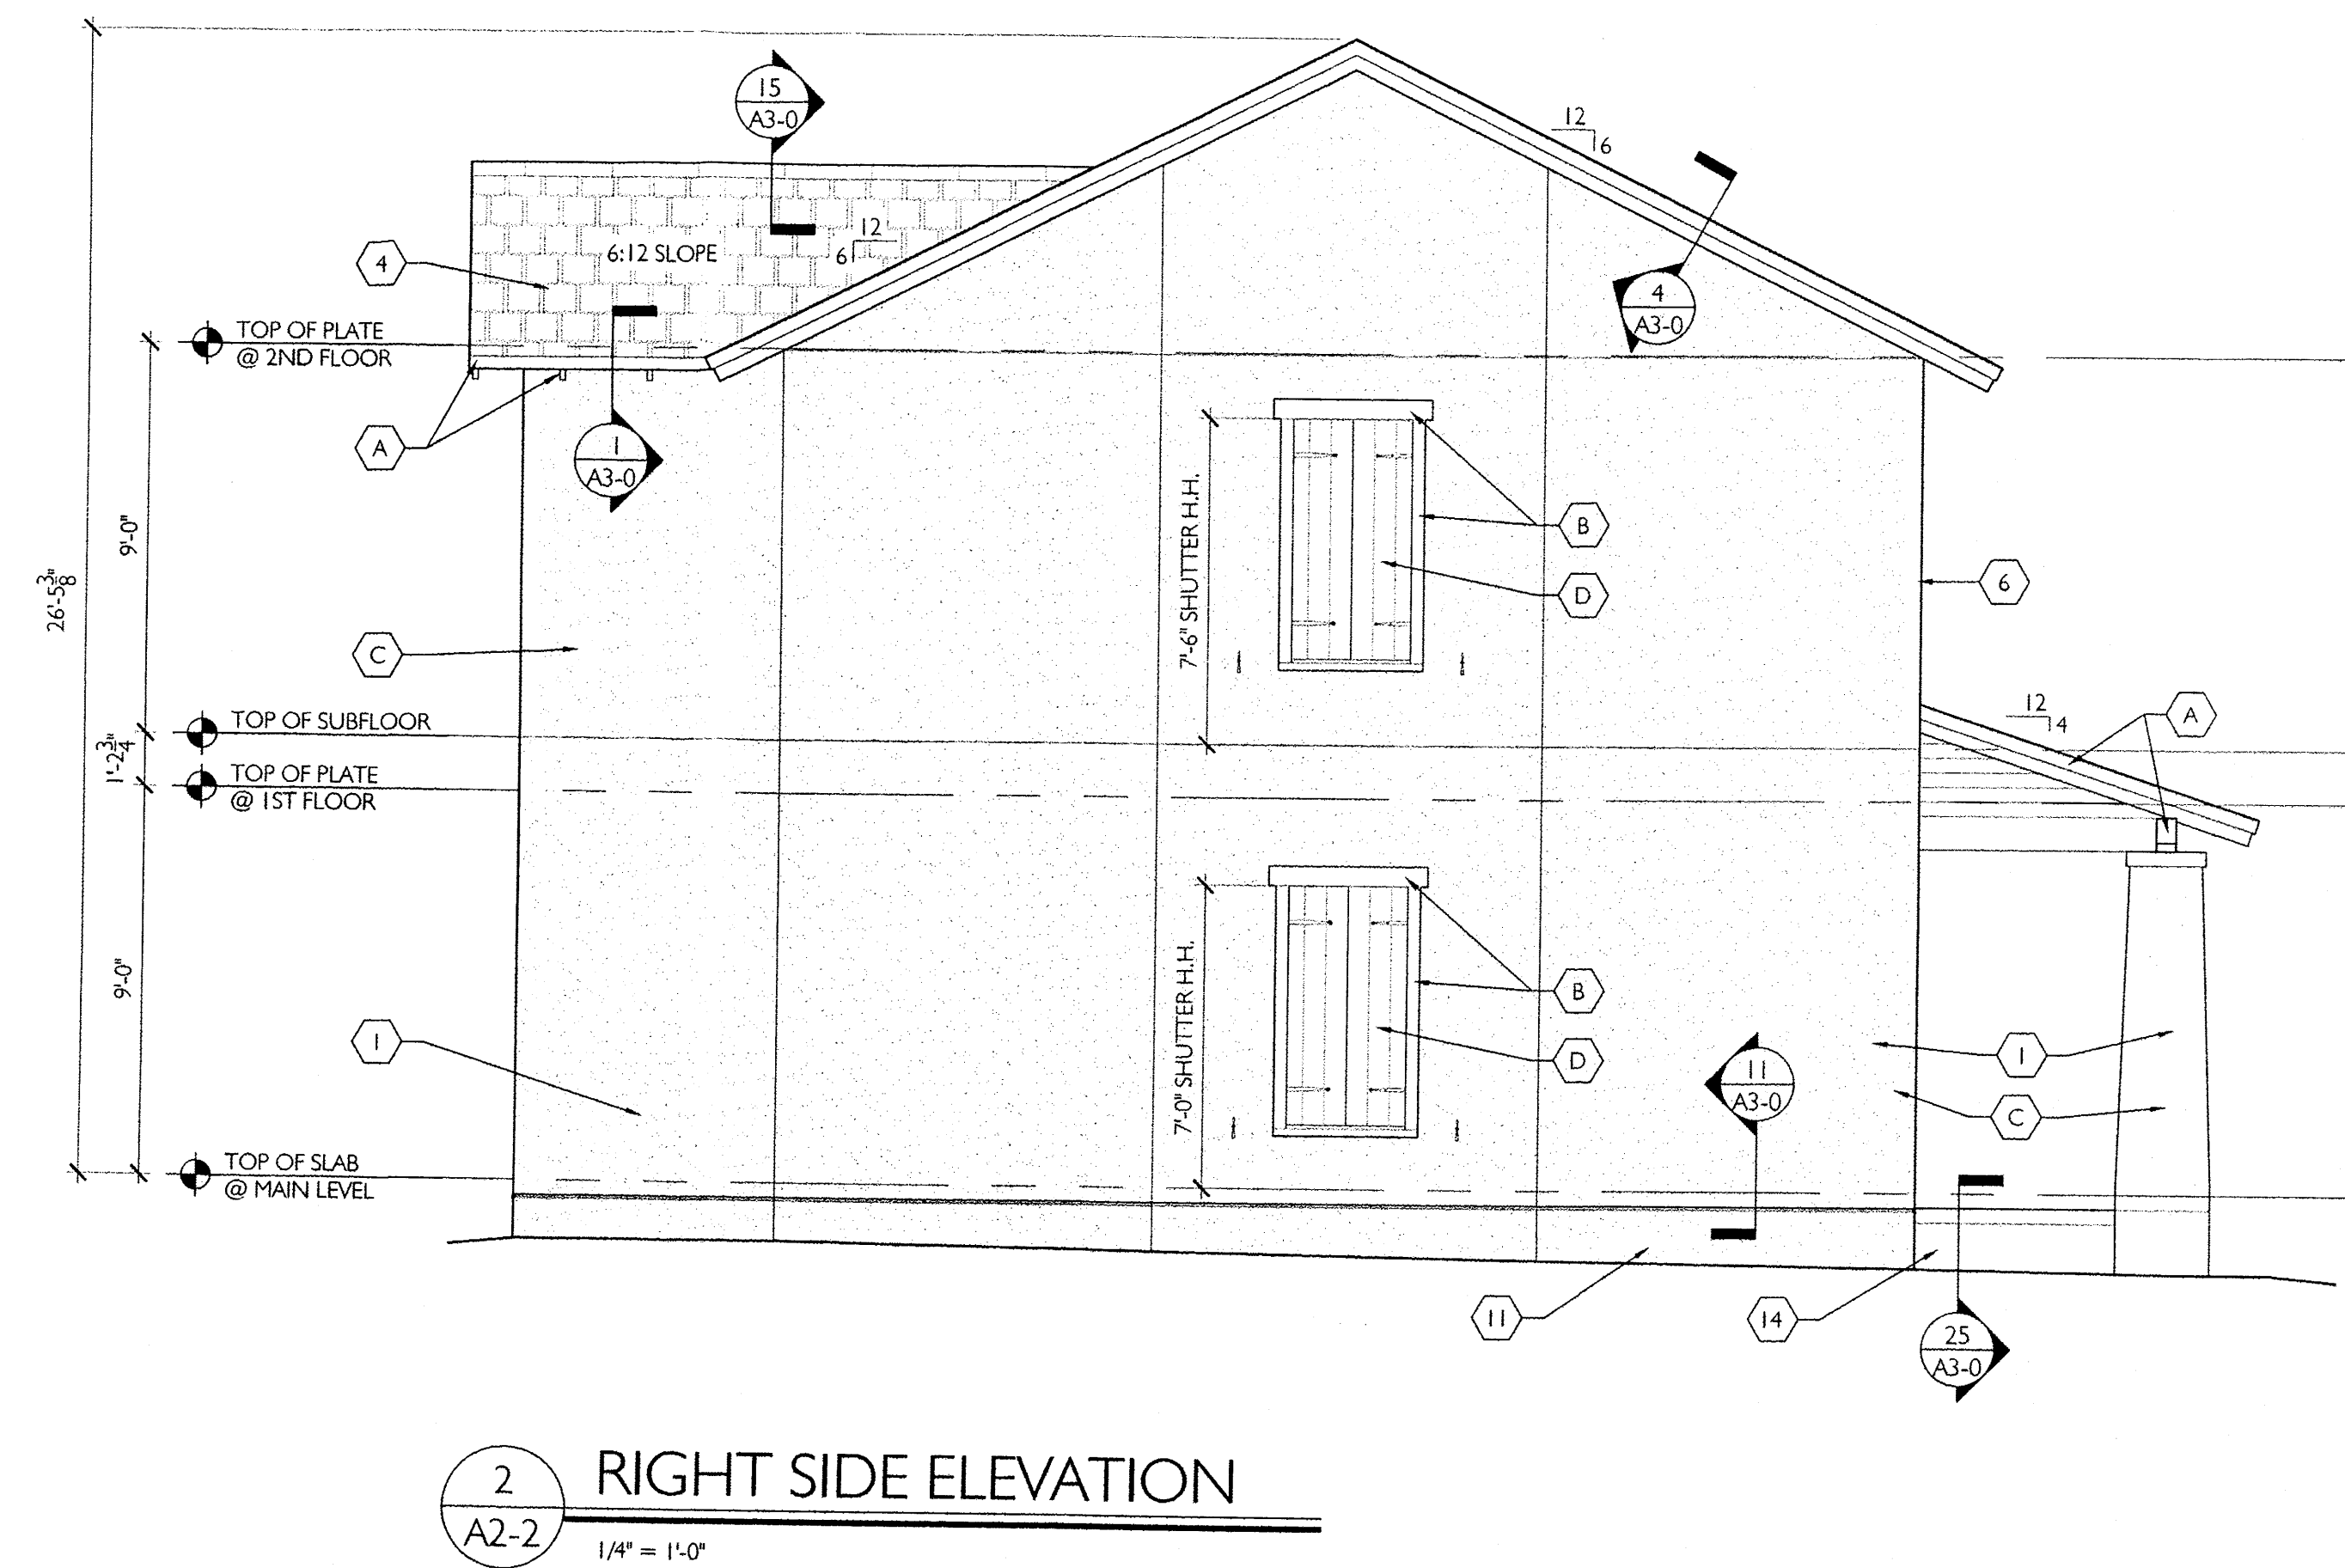 15
A3-0
12
6
4
6:12 SLOPE
12
6
4
A3-0
TOP OF PLATE
@ 2ND FLOOR
A
1
A3-0
9'-0"
26'-5 3/8"
7'-6" SHUTTER H.H.
B
D
6
C
TOP OF SUBFLOOR
1'-2 3/4"
TOP OF PLATE
@ 1ST FLOOR
12
4
A
9'-0"
7'-0" SHUTTER H.H.
B
D
1
11
A3-0
1
C
TOP OF SLAB
@ MAIN LEVEL
11
14
25
A3-0
2
A2-2
RIGHT SIDE ELEVATION
1/4" = 1'-0"